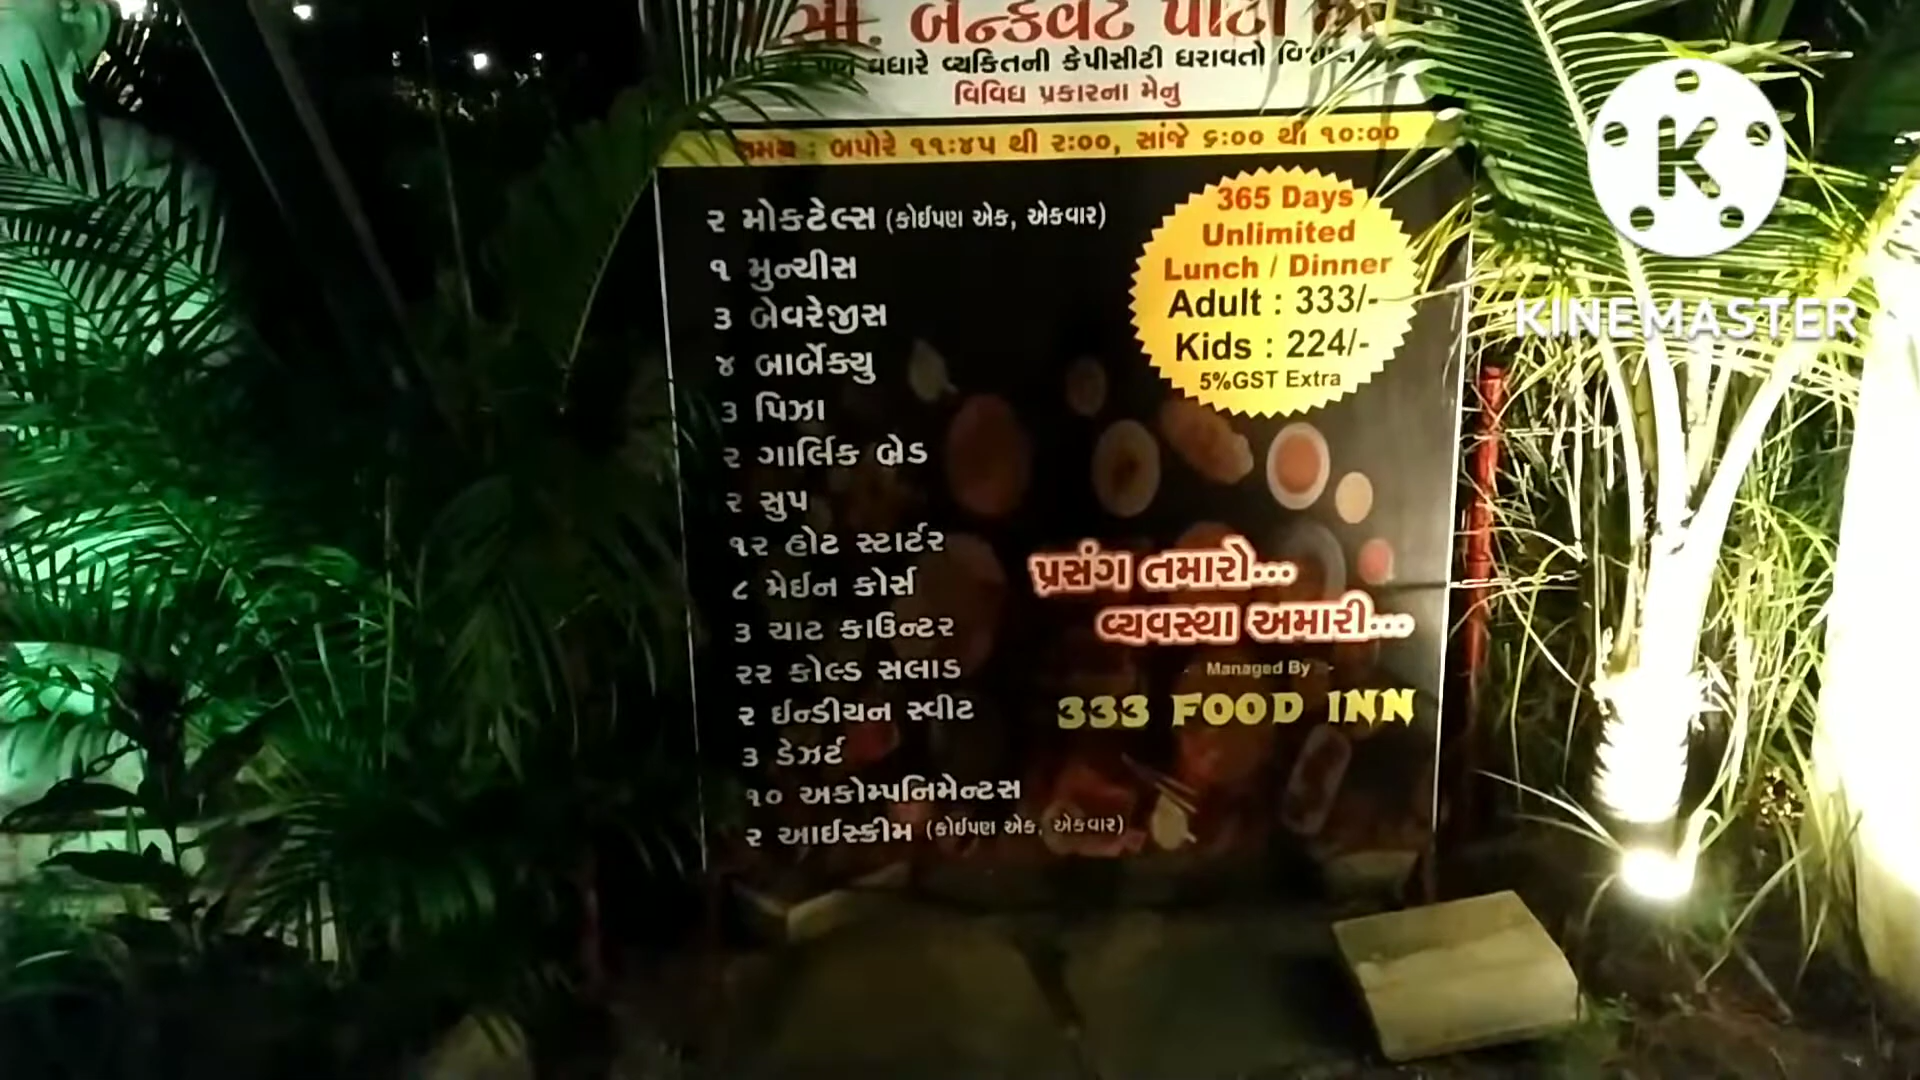 બેન્કવેટ પાર્ટી
વધારે વ્યકિતની કેપીસીટી ધરાવતો
વિવિધ પ્રકારના મેનુ
સમય : બપોરે ૧૧:૪૫ થી ૨:૦૦, સાંજે ૬:૦૦ થી ૧૦:૦૦
૨ મોકટેલ્સ (કોઈપણ એક, એકવાર)
૧ મુન્ચીસ
૩ બેવરેજીસ
૪ બાર્બેક્યુ
૩ પિઝા
૨ ગાર્લિક બ્રેડ
૨ સુપ
૧૨ હોટ સ્ટાર્ટર
૮ મેઈન કોર્સ
૩ ચાટ કાઉન્ટર
૨૨ કોલ્ડ સલાડ
૨ ઈન્ડીયન સ્વીટ
૩ ડેઝર્ટ
૧૦ અકોમ્પનિમેન્ટસ
૨ આઈસ્ક્રીમ (કોઈપણ એક, એકવાર)
365 Days
Unlimited
Lunch / Dinner
Adult : 333/-
Kids : 224/-
5%GST Extra
પ્રસંગ તમારો...
વ્યવસ્થા અમારી...
Managed By
333 FOOD INN
K
KINEMASTER